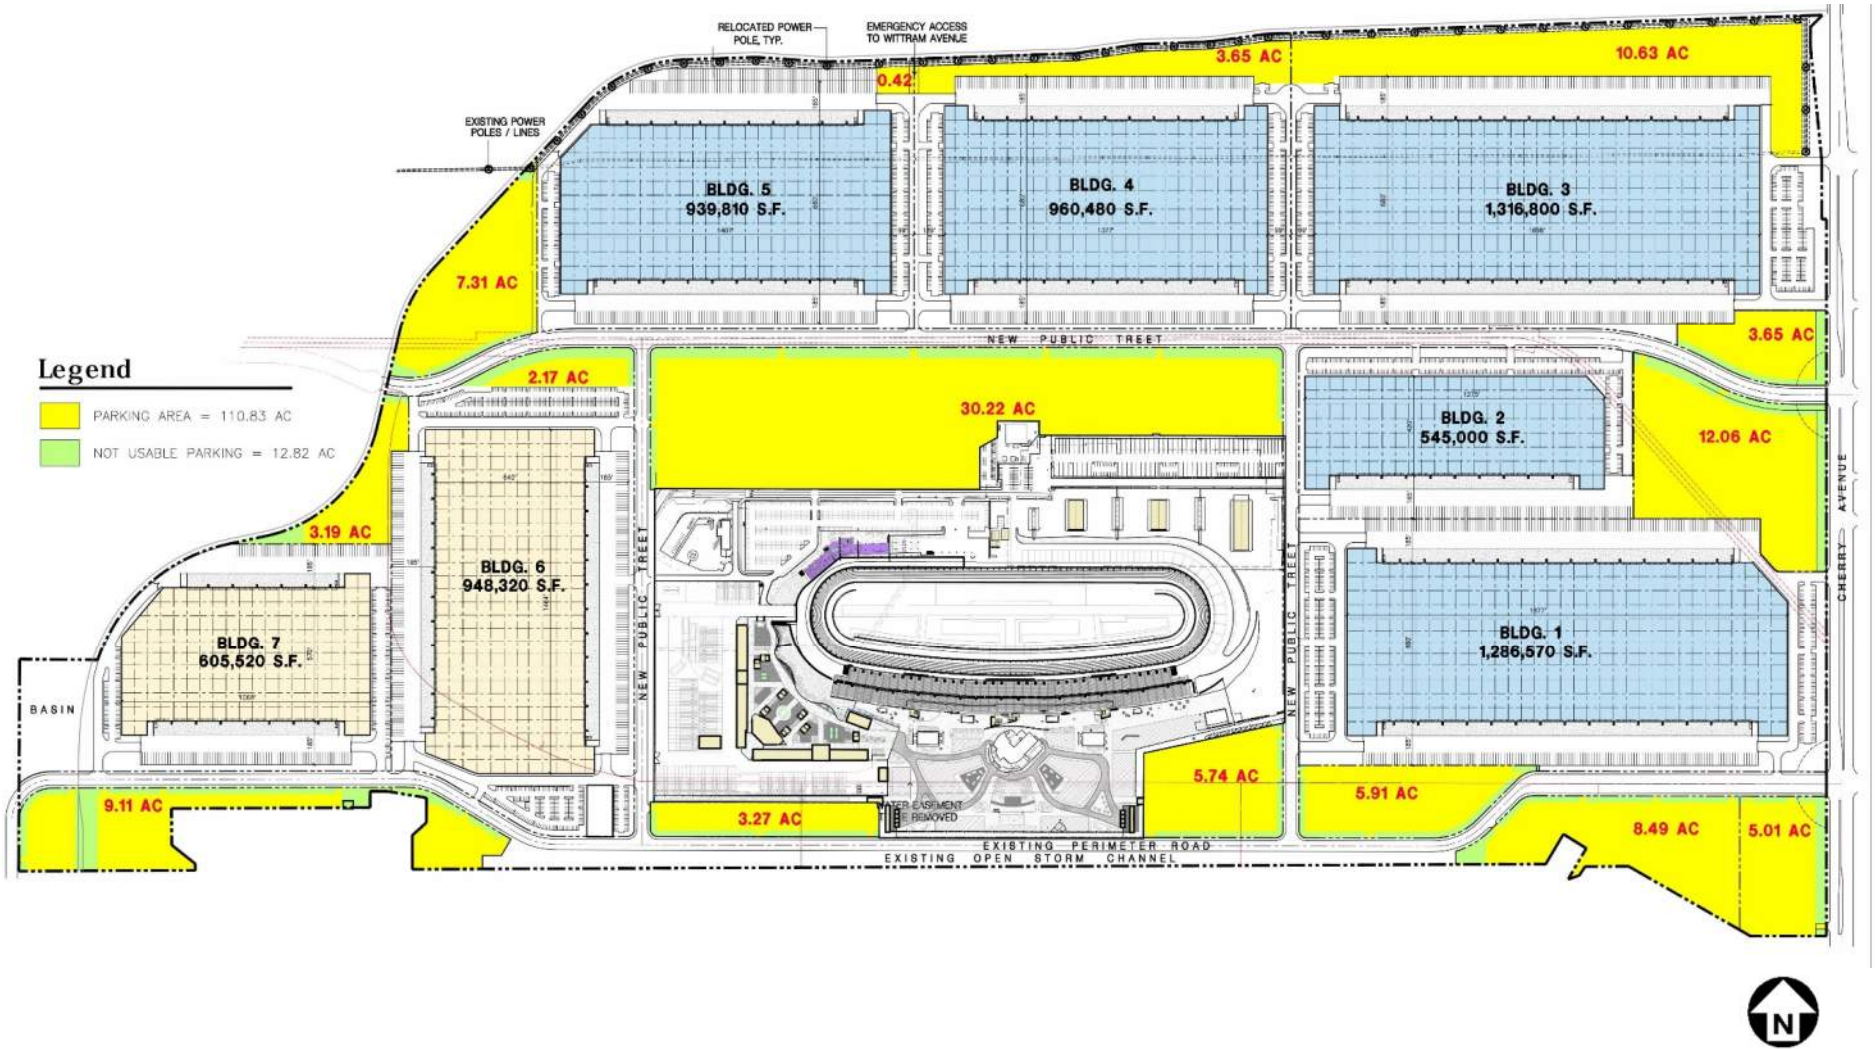 RELOCATED POWER
POLE, TYP.
EMERGENCY ACCESS
TO WITTRAM AVENUE
3.65 AC
10.63 AC
0.42
EXISTING POWER
POLES / LINES
BLDG. 5
939,810 S.F.
BLDG. 4
960,480 S.F.
BLDG. 3
1,316,800 S.F.
7.31 AC
NEW PUBLIC TREET
3.65 AC
Legend
PARKING AREA = 110.83 AC
NOT USABLE PARKING = 12.82 AC
2.17 AC
30.22 AC
BLDG. 2
545,000 S.F.
12.06 AC
3.19 AC
CHERRY AVENUE
BLDG. 6
948,320 S.F.
NEW PUBLIC TREET
NEW PUBLIC TREET
BLDG. 7
605,520 S.F.
BLDG. 1
1,286,570 S.F.
BASIN
9.11 AC
3.27 AC
EASEMENT
REMOVED
5.74 AC
5.91 AC
8.49 AC
5.01 AC
EXISTING PERIMETER ROAD
EXISTING OPEN STORM CHANNEL
N